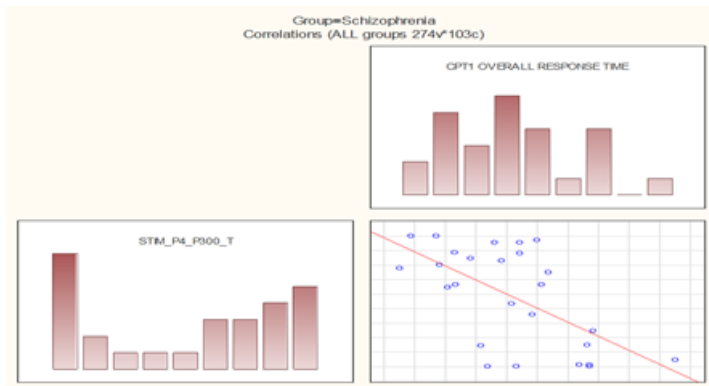 Group=Schizophrenia
Correlations (ALL groups 274v*103c)
CPT1 OVERALL RESPONSE TIME
STIM_P4_P300_T